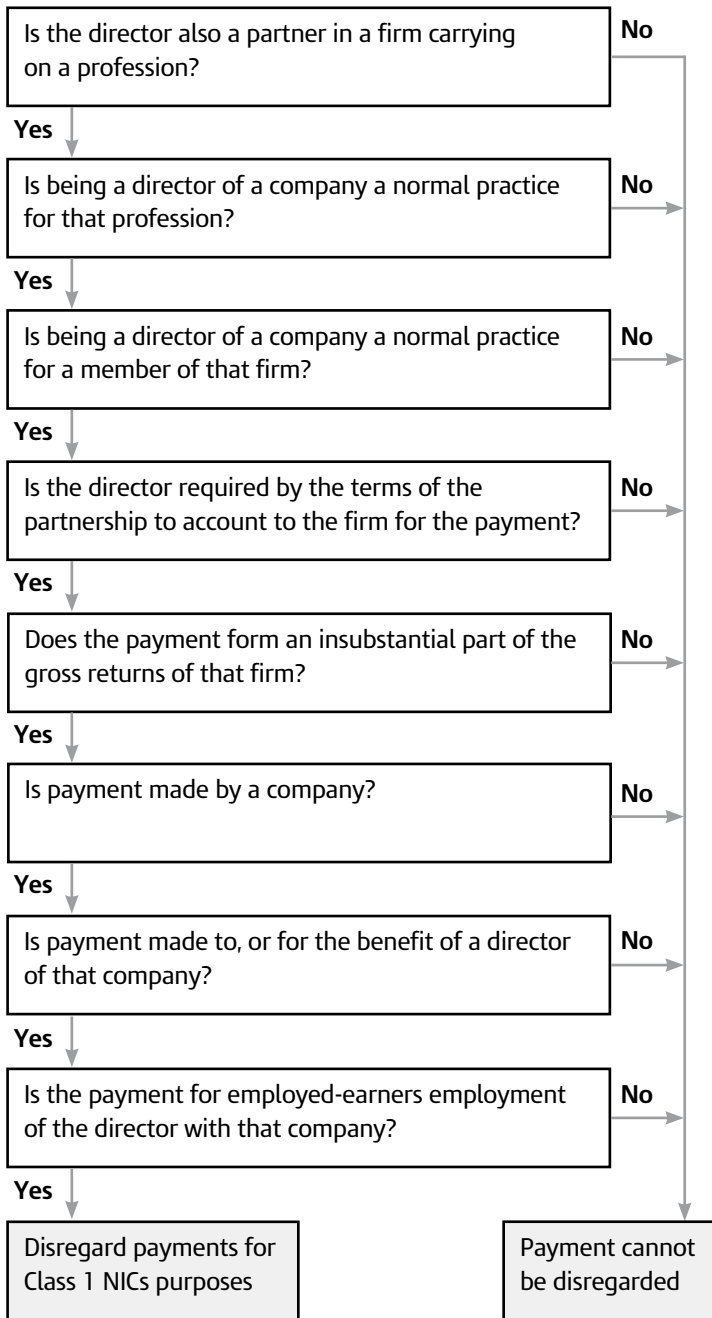 Is the director also a partner in a firm carrying
on a profession?
No
Yes
Is being a director of a company a normal practice
for that profession?
No
Yes
Is being a director of a company a normal practice
for a member of that firm?
No
Yes
Is the director required by the terms of the
partnership to account to the firm for the payment?
No
Yes
Does the payment form an insubstantial part of the
gross returns of that firm?
No
Yes
Is payment made by a company?
No
Yes
Is payment made to, or for the benefit of a director
of that company?
No
Yes
Is the payment for employed-earners employment
of the director with that company?
No
Yes
Disregard payments for
Class 1 NICs purposes
Payment cannot
be disregarded